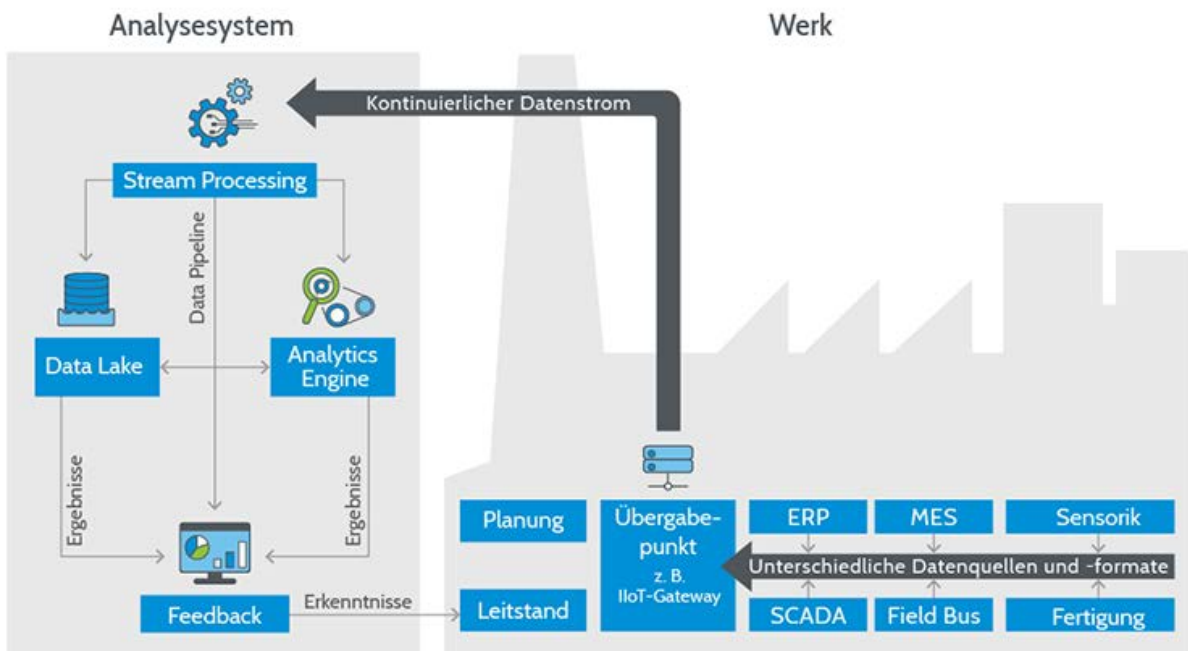 Analysesystem
Werk
Kontinuierlicher Datenstrom
Stream Processing
Data Pipeline
Data Lake
Analytics
Engine
Ergebnisse
Ergebnisse
Feedback
Erkenntnisse
Planung
Leitstand
Übergabe-
punkt
z. B.
IIoT-Gateway
ERP
MES
Sensorik
Unterschiedliche Datenquellen und -formate
SCADA
Field Bus
Fertigung